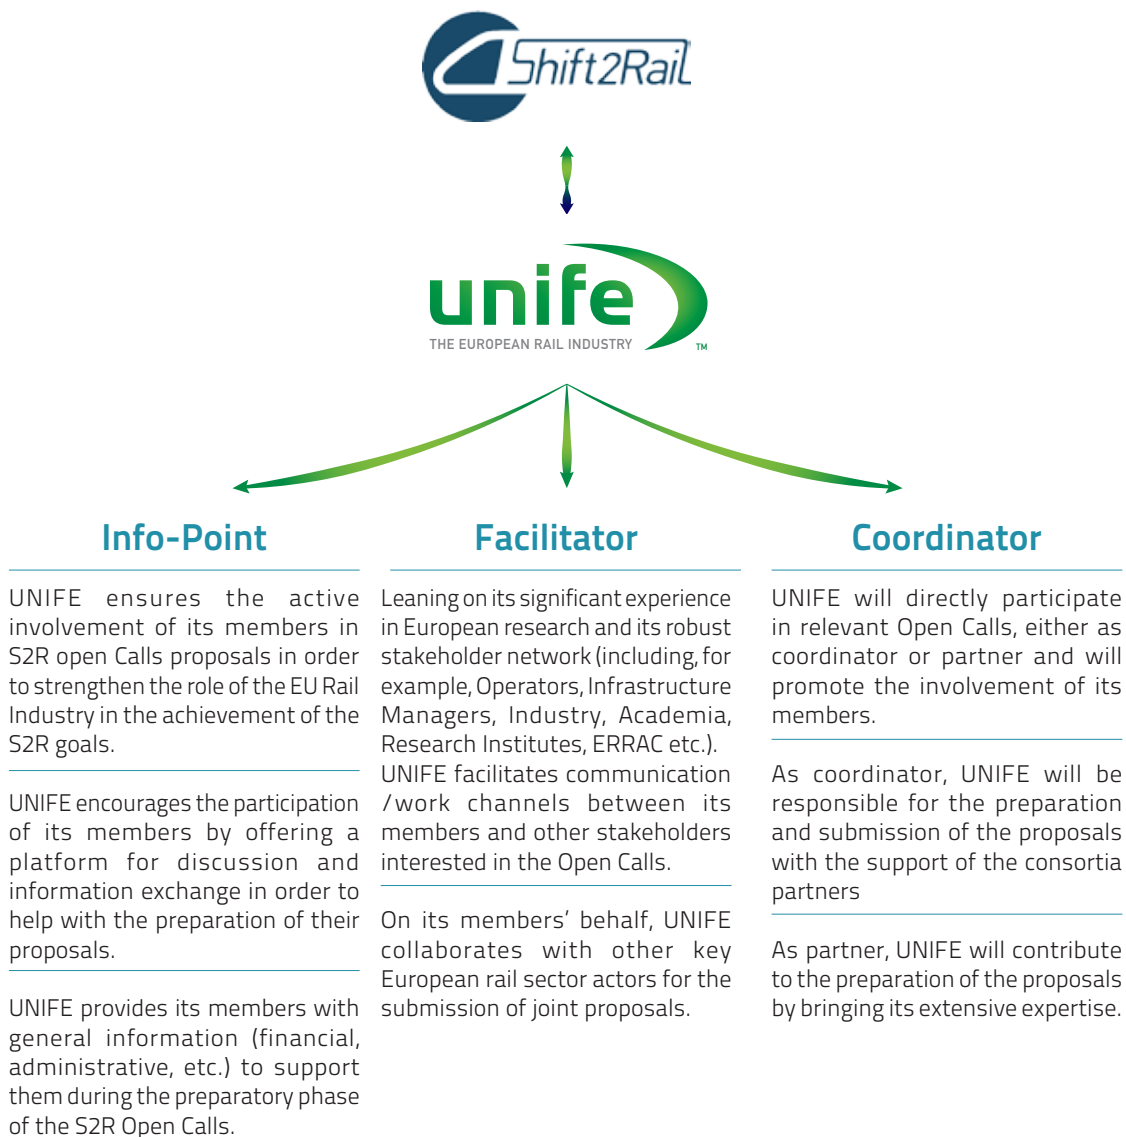 Shift2Rail
unife
THE EUROPEAN RAIL INDUSTRY
TM
Info-Point
UNIFE ensures the active
involvement of its members in
S2R open Calls proposals in order
to strengthen the role of the EU Rail
Industry in the achievement of the
S2R goals.
UNIFE encourages the participation
of its members by offering a
platform for discussion and
information exchange in order to
help with the preparation of their
proposals.
UNIFE provides its members with
general information (financial,
administrative, etc.) to support
them during the preparatory phase
of the S2R Open Calls.
Facilitator
Leaning on its significant experience
in European research and its robust
stakeholder network (including, for
example, Operators, Infrastructure
Managers, Industry, Academia,
Research Institutes, ERRAC etc.).
UNIFE facilitates communication
/work channels between its
members and other stakeholders
interested in the Open Calls.
On its members’ behalf, UNIFE
collaborates with other key
European rail sector actors for the
submission of joint proposals.
Coordinator
UNIFE will directly participate
in relevant Open Calls, either as
coordinator or partner and will
promote the involvement of its
members.
As coordinator, UNIFE will be
responsible for the preparation
and submission of the proposals
with the support of the consortia
partners
As partner, UNIFE will contribute
to the preparation of the proposals
by bringing its extensive expertise.